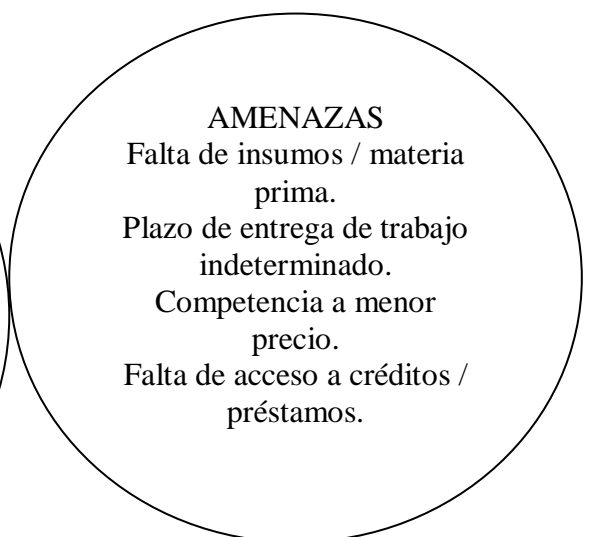 AMENAZAS
Falta de insumos / materia
prima.
Plazo de entrega de trabajo
indeterminado.
Competencia a menor
precio.
Falta de acceso a créditos /
préstamos.